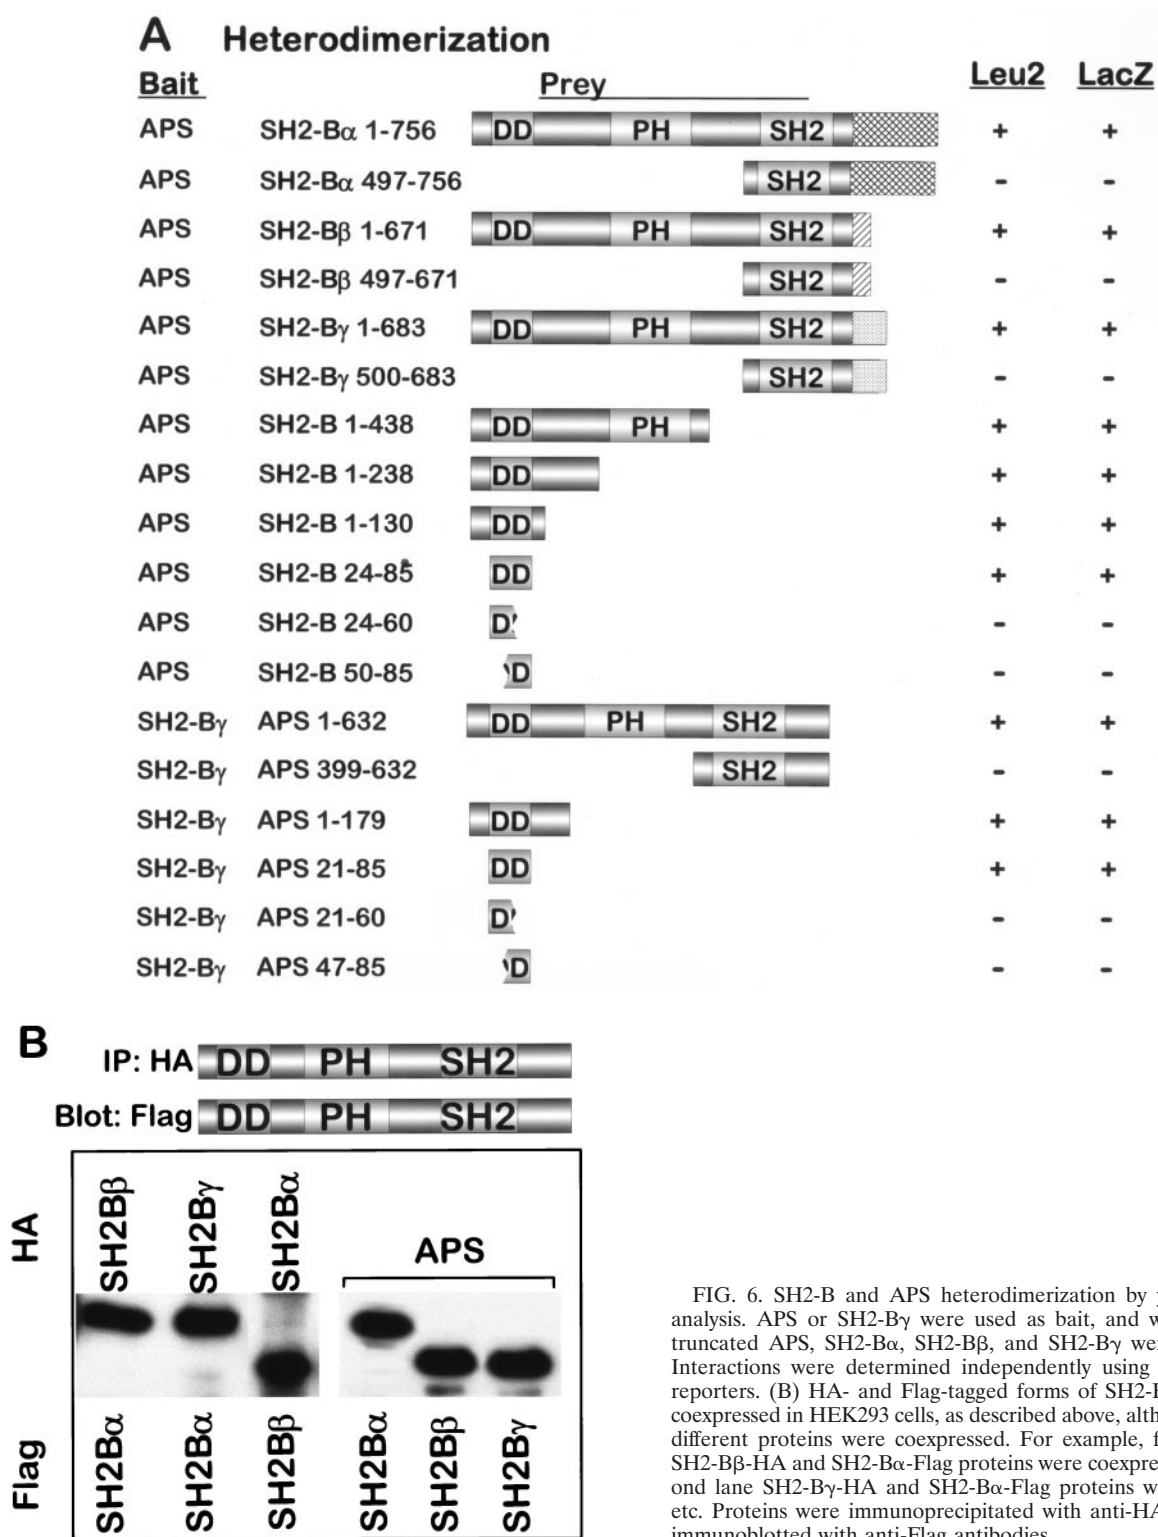 A Heterodimerization
Bait Prey Leu2 LacZ
APS SH2-Bα 1-756 DD PH SH2 + +
APS SH2-Bα 497-756 SH2 - -
APS SH2-Bβ 1-671 DD PH SH2 + +
APS SH2-Bβ 497-671 SH2 - -
APS SH2-Bγ 1-683 DD PH SH2 + +
APS SH2-Bγ 500-683 SH2 - -
APS SH2-B 1-438 DD PH + +
APS SH2-B 1-238 DD + +
APS SH2-B 1-130 DD + +
APS SH2-B 24-85 DD + +
APS SH2-B 24-60 D - -
APS SH2-B 50-85 D - -
SH2-Bγ APS 1-632 DD PH SH2 + +
SH2-Bγ APS 399-632 SH2 - -
SH2-Bγ APS 1-179 DD + +
SH2-Bγ APS 21-85 DD + +
SH2-Bγ APS 21-60 D - -
SH2-Bγ APS 47-85 D - -
B
IP: HA DD PH SH2
Blot: Flag DD PH SH2
HA SH2Bβ SH2Bγ SH2Bα APS
Flag SH2Bα SH2Bα SH2Bβ SH2Bα SH2Bβ SH2Bγ
FIG. 6. SH2-B and APS heterodimerization by
analysis. APS or SH2-Bγ were used as bait, and
truncated APS, SH2-Bα, SH2-Bβ, and SH2-Bγ
Interactions were determined independently using
reporters. (B) HA- and Flag-tagged forms of
coexpressed in HEK293 cells, as described above,
different proteins were coexpressed. For example,
SH2-Bβ-HA and SH2-Bα-Flag proteins were
ond lane SH2-Bγ-HA and SH2-Bα-Flag proteins
etc. Proteins were immunoprecipitated with
immunoblotted with anti-Flag antibodies